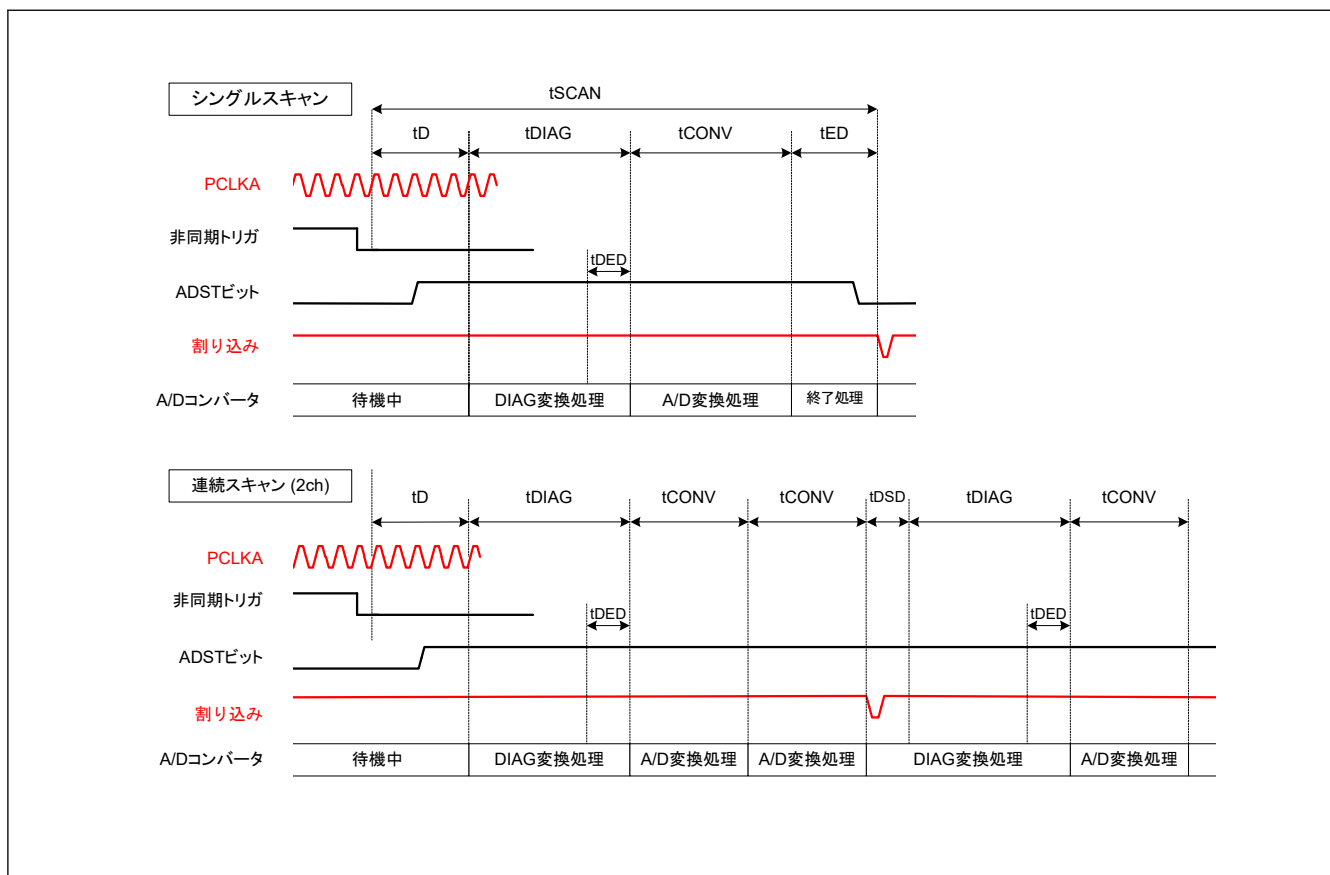 シングルスキャン
tSCAN
tD tDIAG tCONV tED
PCLKA
非同期トリガ
tDED
ADSTビット
割り込み
A/Dコンバータ 待機中 DIAG変換処理 A/D変換処理 終了処理
連続スキャン (2ch)
tD tDIAG tCONV tCONV tDSD tDIAG tCONV
PCLKA
非同期トリガ
tDED tDED
ADSTビット
割り込み
A/Dコンバータ 待機中 DIAG変換処理 A/D変換処理 A/D変換処理 DIAG変換処理 A/D変換処理